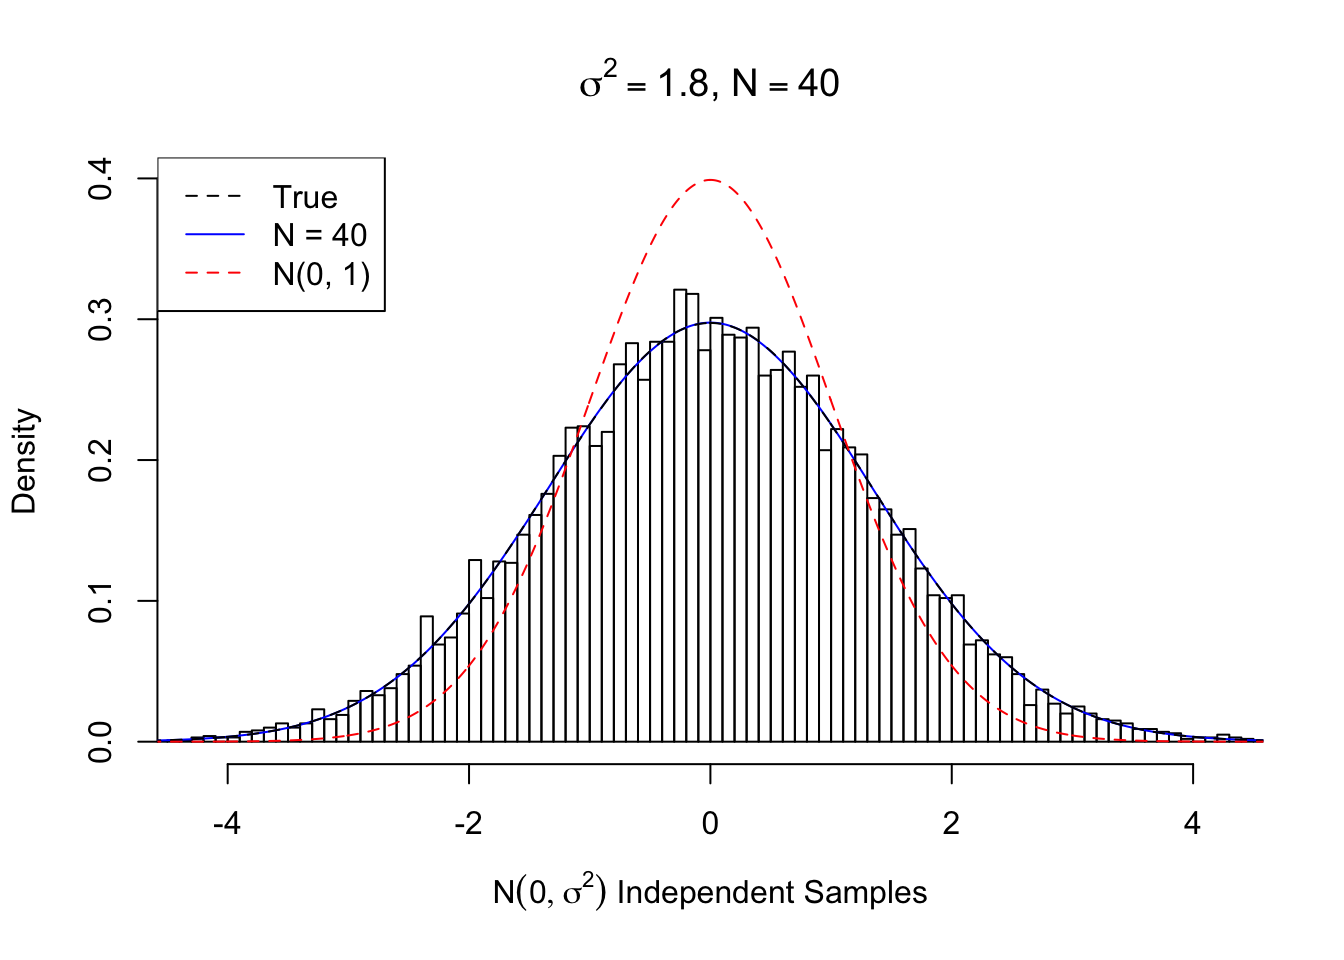 σ² = 1.8, N = 40
True
N = 40
N(0, 1)
Density
0.0
0.1
0.2
0.3
0.4
-4
-2
0
2
4
N(0, σ²) Independent Samples